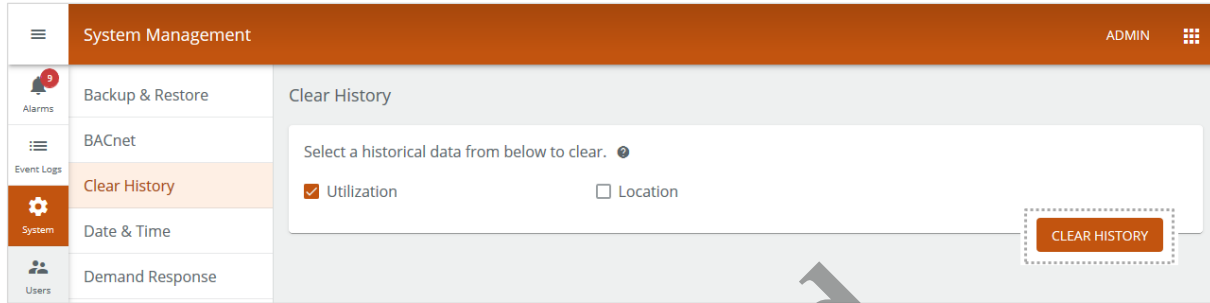 System Management
ADMIN
9
Alarms
Event Logs
System
Users
Backup & Restore
BACnet
Clear History
Date & Time
Demand Response
Clear History
Select a historical data from below to clear.
Utilization
Location
CLEAR HISTORY